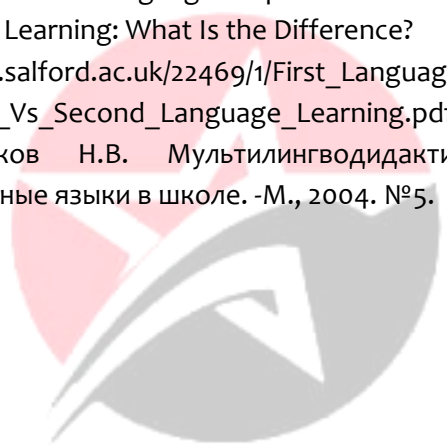 Learning: What Is the Difference?
.salford.ac.uk/22469/1/First_Languag
_Vs_Second_Language_Learning.pdf
ков Н.В. Мультилингводидакти
ные языки в школе. -М., 2004. №5.